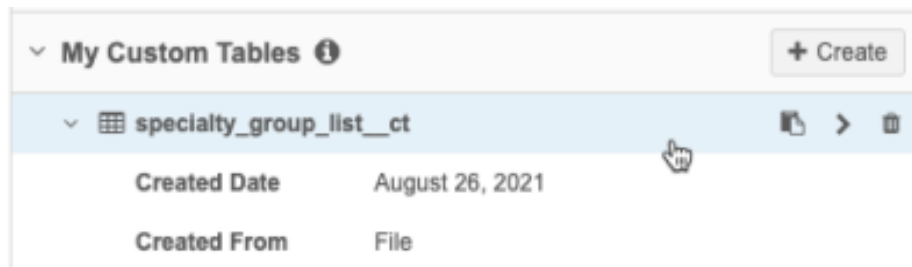 My Custom Tables
+ Create
specialty_group_list__ct
Created Date August 26, 2021
Created From File